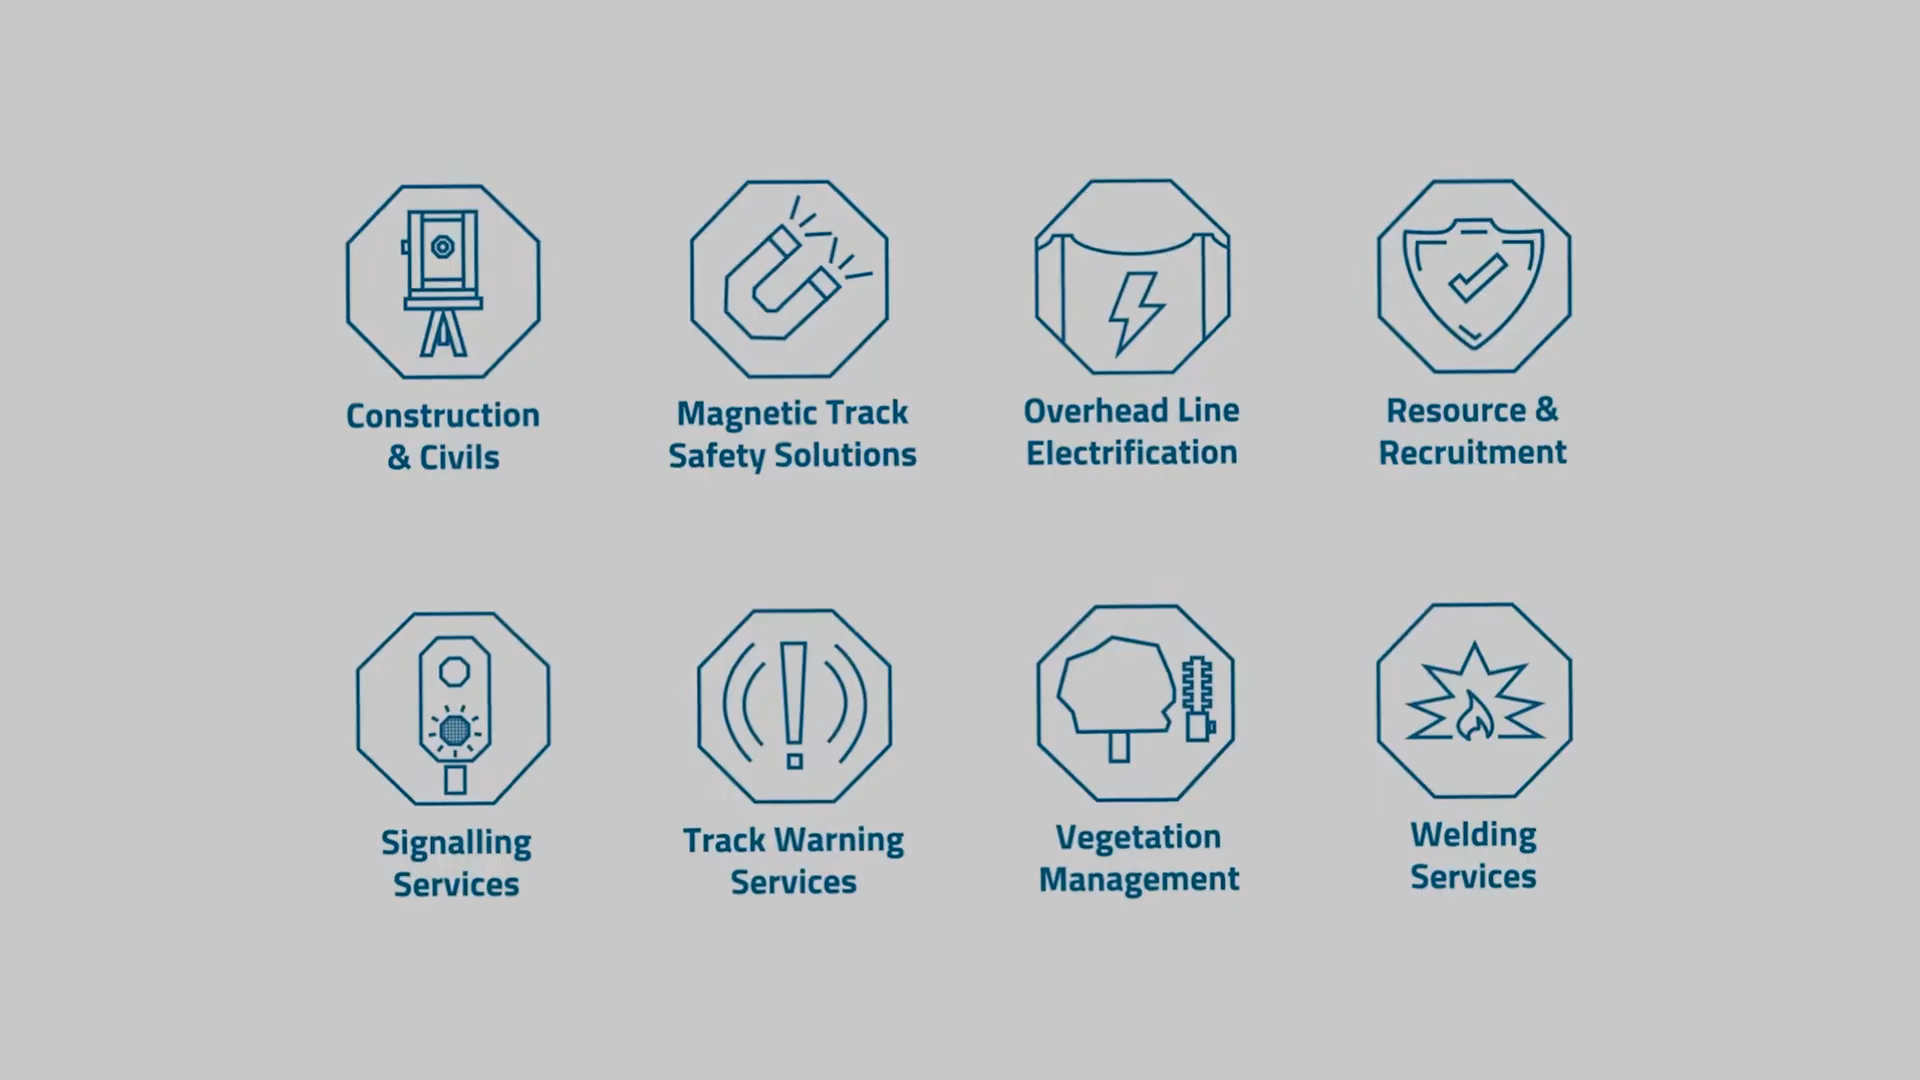 Construction
& Civils
Magnetic Track
Safety Solutions
Overhead Line
Electrification
Resource &
Recruitment
Signalling
Services
Track Warning
Services
Vegetation
Management
Welding
Services